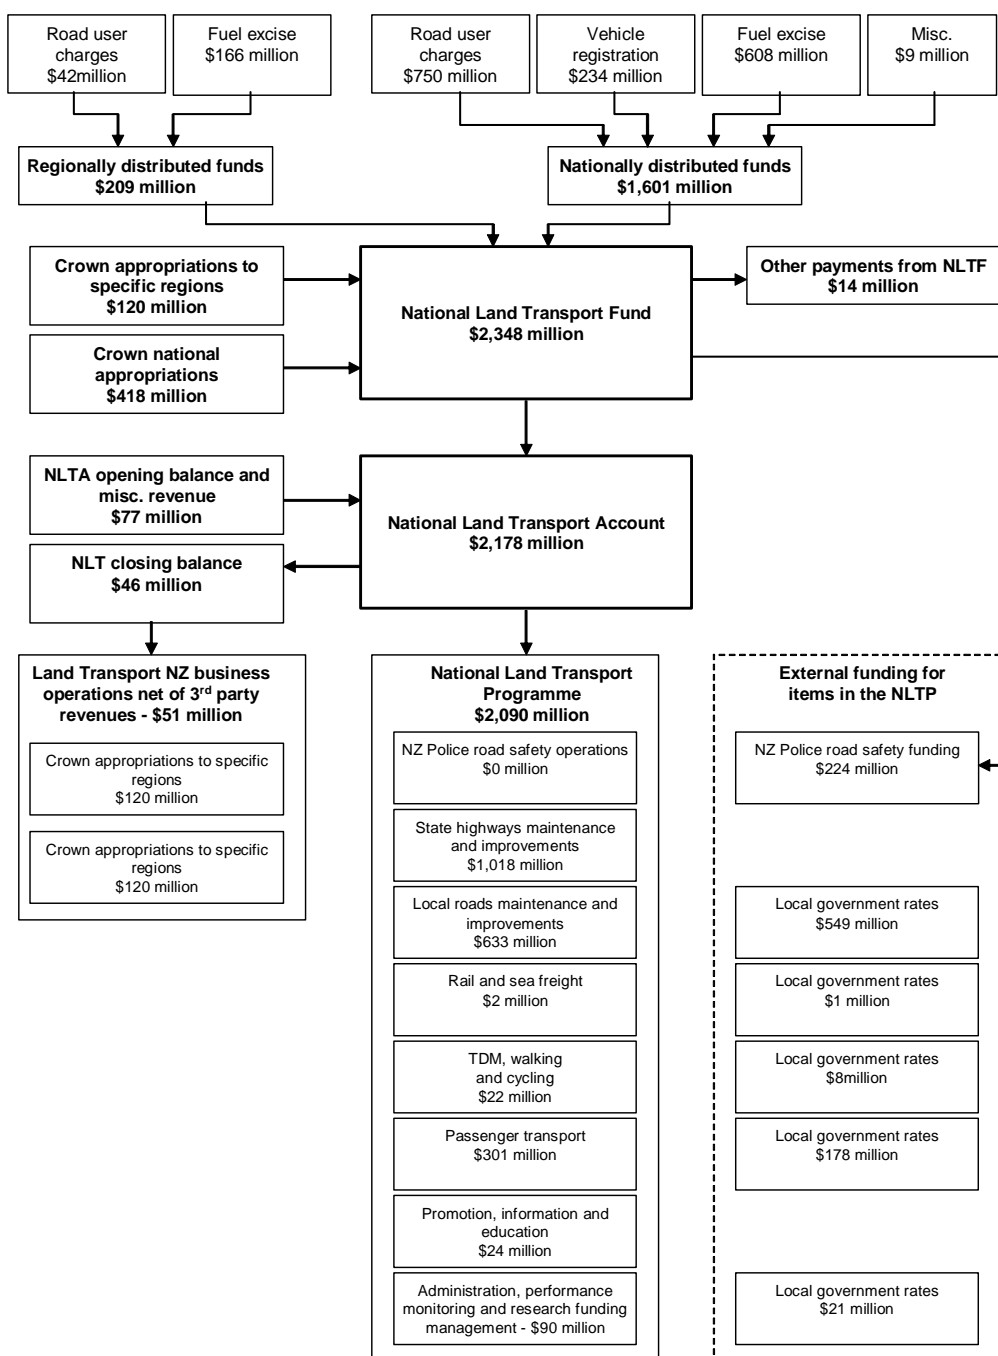 Road user
charges
$42million
Fuel excise
$166 million
Road user
charges
$750 million
Vehicle
registration
$234 million
Fuel excise
$608 million
Misc.
$9 million
Regionally distributed funds
$209 million
Nationally distributed funds
$1,601 million
Crown appropriations to
specific regions
$120 million
National Land Transport Fund
$2,348 million
Other payments from NLTF
$14 million
Crown national
appropriations
$418 million
NLTA opening balance and
misc. revenue
$77 million
National Land Transport Account
$2,178 million
NLT closing balance
$46 million
Land Transport NZ business
operations net of 3rd party
revenues - $51 million
Crown appropriations to specific
regions
$120 million
Crown appropriations to specific
regions
$120 million
National Land Transport
Programme
$2,090 million
NZ Police road safety operations
$0 million
State highways maintenance
and improvements
$1,018 million
Local roads maintenance and
improvements
$633 million
Rail and sea freight
$2 million
TDM, walking
and cycling
$22 million
Passenger transport
$301 million
Promotion, information and
education
$24 million
Administration, performance
monitoring and research funding
management - $90 million
External funding for
items in the NLTP
NZ Police road safety funding
$224 million
Local government rates
$549 million
Local government rates
$1 million
Local government rates
$8million
Local government rates
$178 million
Local government rates
$21 million